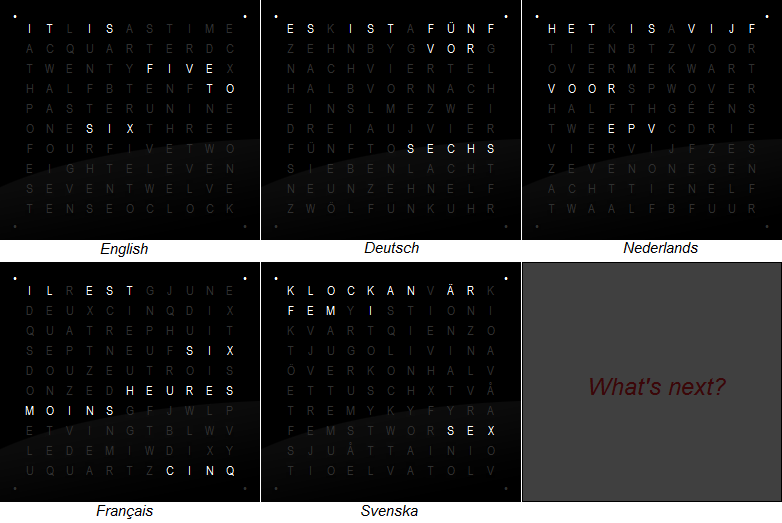 I T L I S A S T I M E
A C Q U A R T E R D C
T W E N T Y F I V E X
H A L F B T E N F T O
P A S T E R U N I N E
O N E S I X T H R E E
F O U R F I V E T W O
E I G H T E L E V E N
S E V E N T W E L V E
T E N S E O C L O C K
English
E S K I S T A F Ü N F
Z E H N B Y G V O R G
N A C H V I E R T E L
H A L B V O R N A C H
E I N S L M E Z W E I
D R E I A U J V I E R
F Ü N F T O S E C H S
S I E B E N L A C H T
N E U N Z E H N E L F
Z W Ö L F U N K U H R
Deutsch
H E T K I S A V I J F
T I E N B T Z V O O R
O V E R M E K W A R T
V O O R S P W O V E R
H A L F T H G É É N S
T W E E P V C D R I E
V I E R V I J F Z E S
Z E V E N O N E G E N
A C H T T I E N E L F
T W A A L F B F U U R
Nederlands
I L R E S T G J U N E
D E U X C I N Q D I X
Q U A T R E P H U I T
S E P T N E U F S I X
D O U Z E U T R O I S
O N Z E D H E U R E S
M O I N S G F J W L P
E T V I N G T B L W V
L E D E M I W D I X Y
U Q U A R T Z C I N Q
Français
K L O C K A N V Ä R K
F E M Y I S T I O N I
K V A R T Q I E N Z O
T J U G O L I V I N A
Ö V E R K O N H A L V
E T T U S C H X T V Å
T R E M Y K Y F Y R A
F E M S T W O R S E X
S J U Å T T A I N I O
T I O E L V A T O L V
Svenska
What's next?